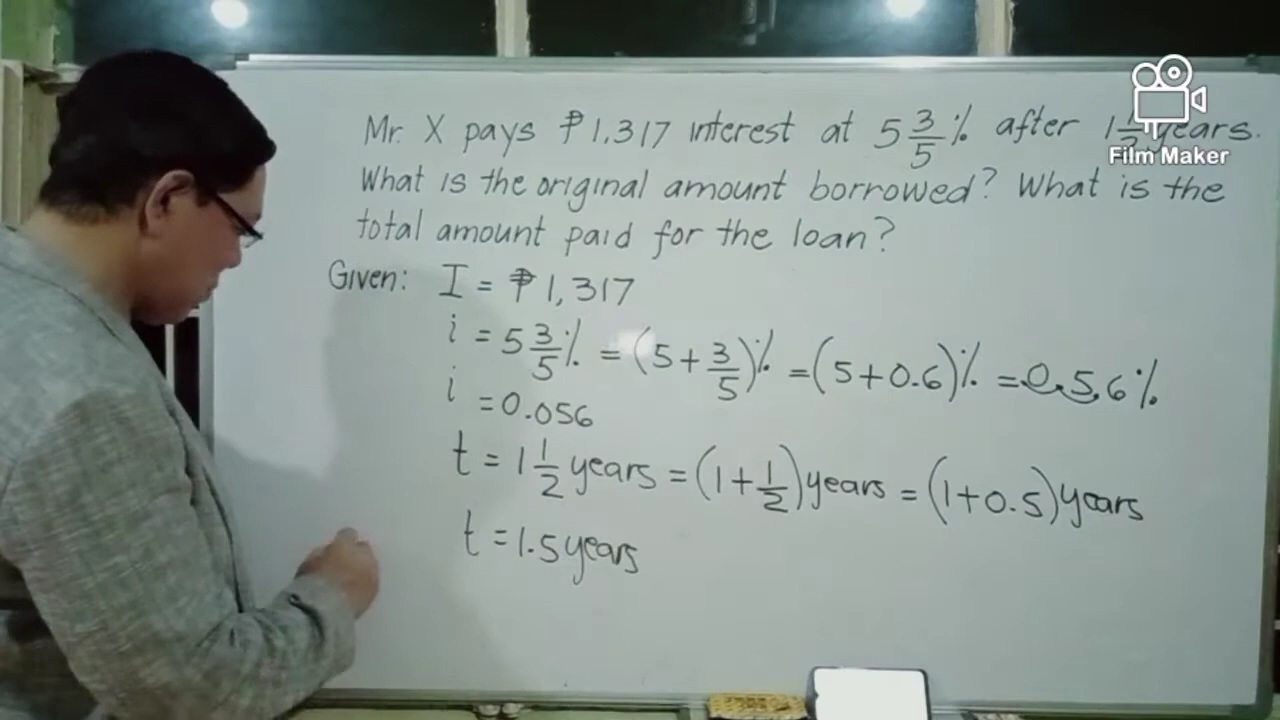 Mr. X pays ₱1,317 interest at 5 3/5 % after 1 1/2 years.
Film Maker
What is the original amount borrowed? What is the
total amount paid for the loan?
Given: I = ₱1,317
i = 5 3/5 % = (5 + 3/5)% = (5+0.6)% = 0.5.6%
i = 0.056
t = 1 1/2 years = (1 + 1/2) years = (1+0.5) years
t = 1.5 years